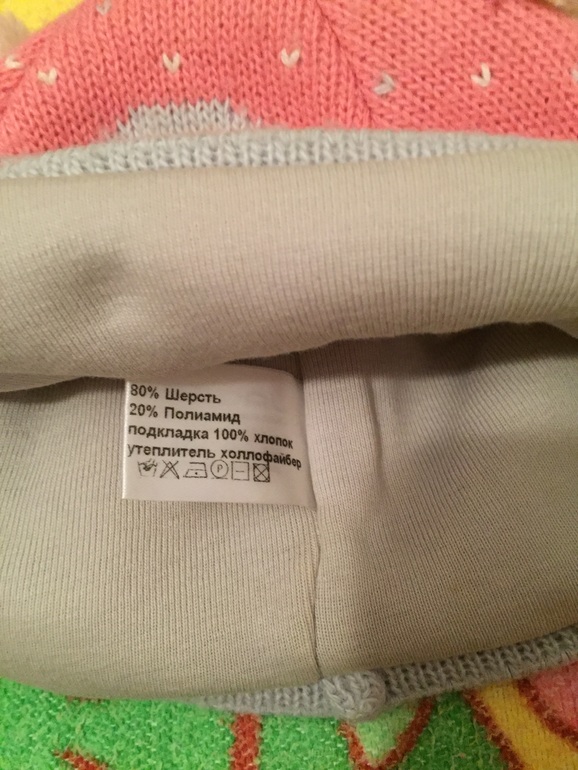 80% Шерсть
20% Полиамид
подкладка 100% хлопок
утеплитель холлофайбер
P